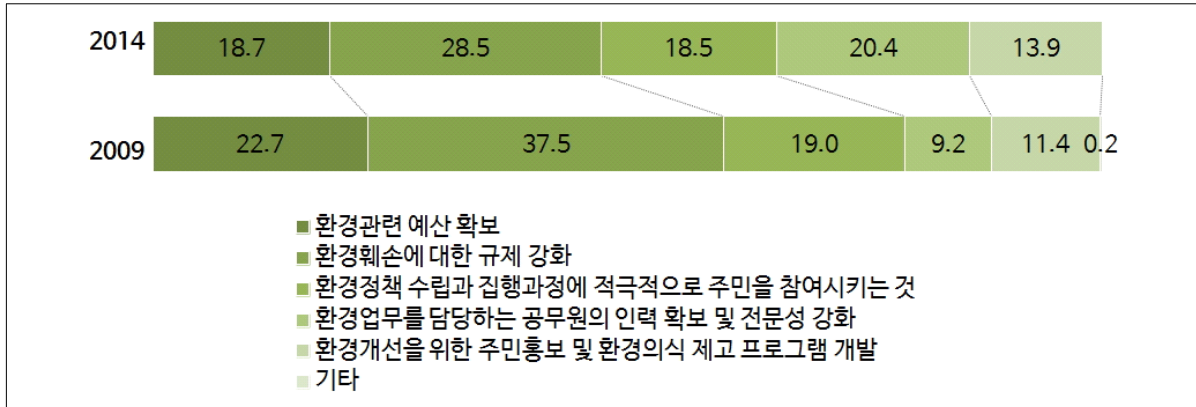 2014 18.7 28.5 18.5 20.4 13.9
2009 22.7 37.5 19.0 9.2 11.4 0.2
환경관련 예산 확보
환경훼손에 대한 규제 강화
환경정책 수립과 집행과정에 적극적으로 주민을 참여시키는 것
환경업무를 담당하는 공무원의 인력 확보 및 전문성 강화
환경개선을 위한 주민홍보 및 환경의식 제고 프로그램 개발
기타